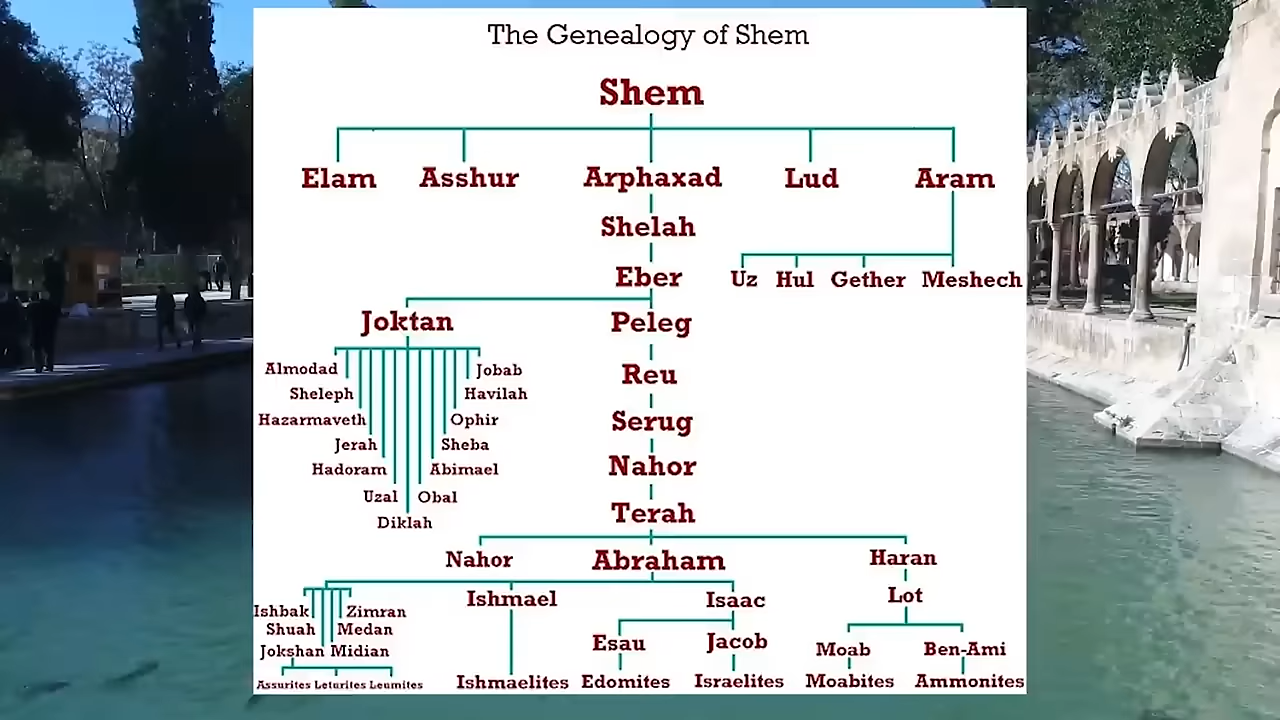 The Genealogy of Shem
Shem
Elam Asshur Arphaxad Lud Aram
Shelah
Eber Uz Hul Gether Meshech
Joktan Peleg
Almodad Jobab Reu
Sheleph Havilah
Hazarmaveth Ophir Serug
Jerah Sheba
Hadoram Abimael Nahor
Uzal Obal
Diklah Terah
Nahor Abraham Haran
Ishmael Isaac Lot
Ishbak Zimran
Shuah Medan
Esau Jacob Moab Ben-Ami
Jokshan Midian
Assurites Leturites Leumites Ishmaelites Edomites Israelites Moabites Ammonites